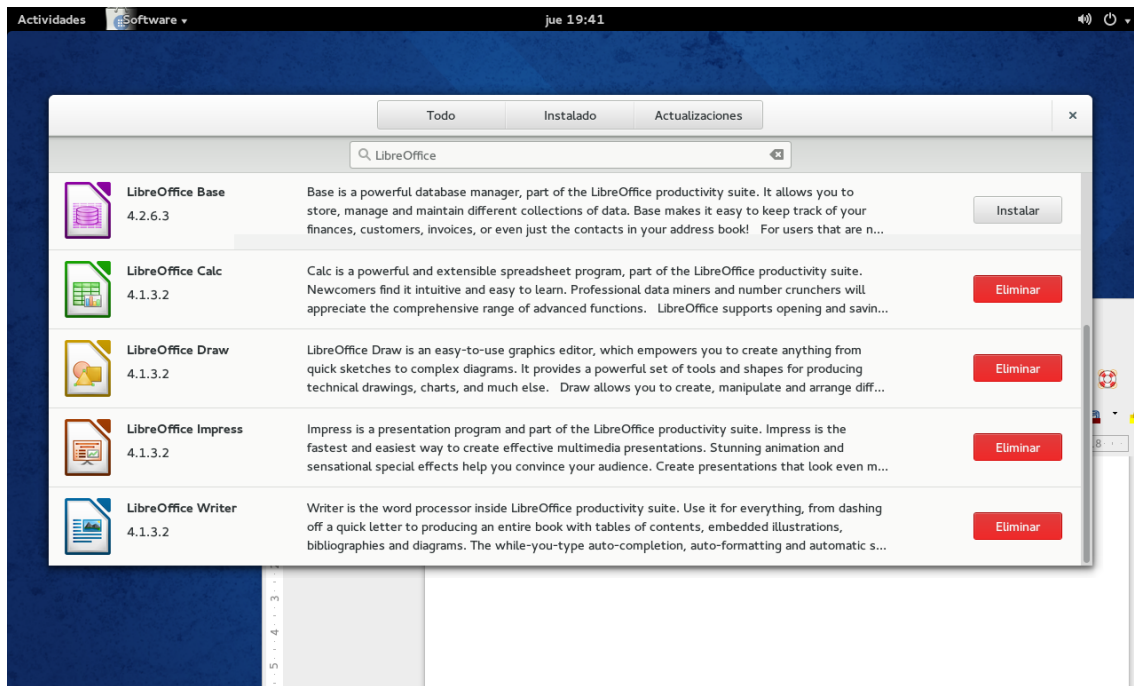 Actividades Software jue 19:41
Todo Instalado Actualizaciones
LibreOffice
LibreOffice Base
4.2.6.3
Base is a powerful database manager, part of the LibreOffice productivity suite. It allows you to
store, manage and maintain different collections of data. Base makes it easy to keep track of your
finances, customers, invoices, or even just the contacts in your address book! For users that are n...
Instalar
LibreOffice Calc
4.1.3.2
Calc is a powerful and extensible spreadsheet program, part of the LibreOffice productivity suite.
Newcomers find it intuitive and easy to learn. Professional data miners and number crunchers will
appreciate the comprehensive range of advanced functions. LibreOffice supports opening and savin...
Eliminar
LibreOffice Draw
4.1.3.2
LibreOffice Draw is an easy-to-use graphics editor, which empowers you to create anything from
quick sketches to complex diagrams. It provides a powerful set of tools and shapes for producing
technical drawings, charts, and much else. Draw allows you to create, manipulate and arrange diff...
Eliminar
LibreOffice Impress
4.1.3.2
Impress is a presentation program and part of the LibreOffice productivity suite. Impress is the
fastest and easiest way to create effective multimedia presentations. Stunning animation and
sensational special effects help you convince your audience. Create presentations that look even m...
Eliminar
LibreOffice Writer
4.1.3.2
Writer is the word processor inside LibreOffice productivity suite. Use it for everything, from dashing
off a quick letter to producing an entire book with tables of contents, embedded illustrations,
bibliographies and diagrams. The while-you-type auto-completion, auto-formatting and automatic s...
Eliminar
8
3
4
5